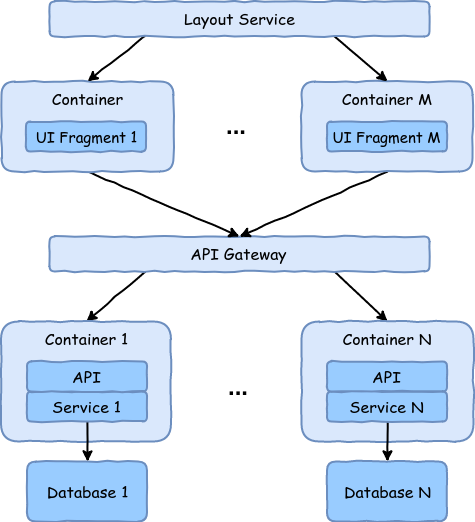 Layout Service
Container
Container M
UI Fragment 1
...
UI Fragment M
API Gateway
Container 1
Container N
API
API
...
Service 1
Service N
Database 1
Database N